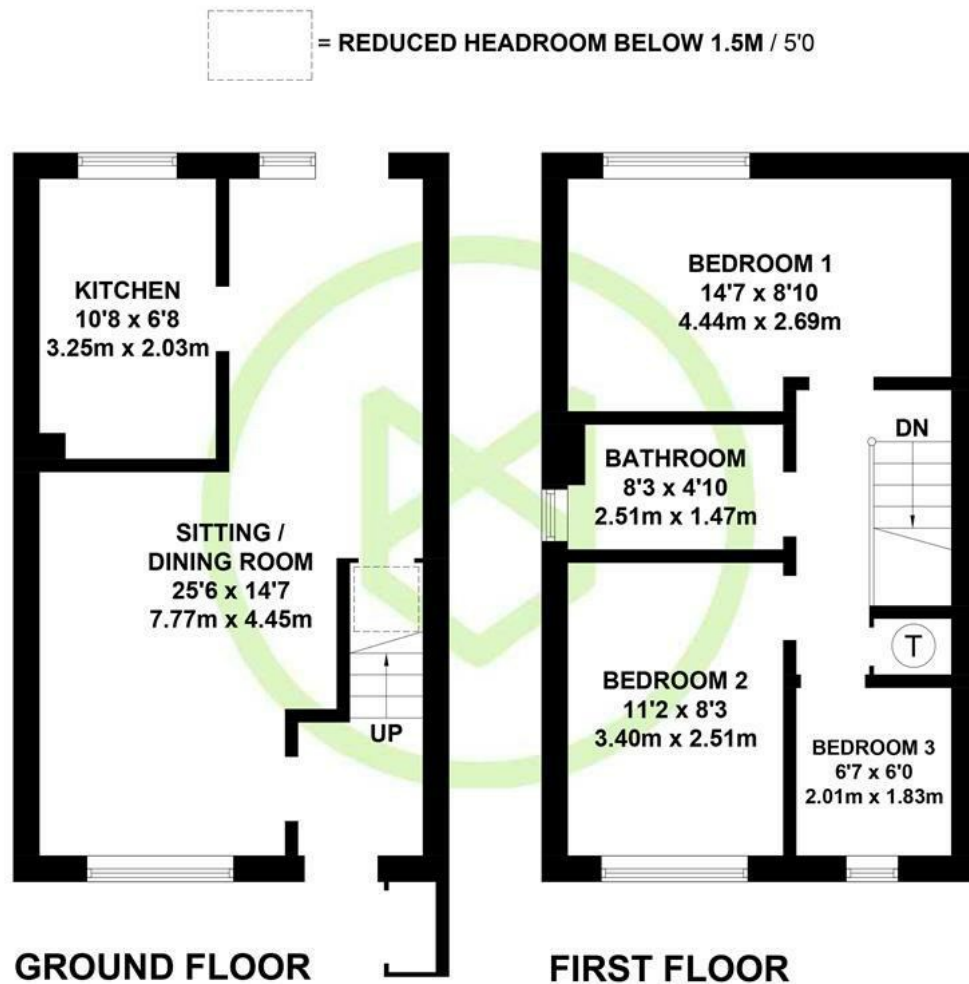 = REDUCED HEADROOM BELOW 1.5M / 5'0
KITCHEN
10'8 x 6'8
3.25m x 2.03m
SITTING /
DINING ROOM
25'6 x 14'7
7.77m x 4.45m
UP
GROUND FLOOR
BEDROOM 1
14'7 x 8'10
4.44m x 2.69m
DN
BATHROOM
8'3 x 4'10
2.51m x 1.47m
T
BEDROOM 2
11'2 x 8'3
3.40m x 2.51m
BEDROOM 3
6'7 x 6'0
2.01m x 1.83m
FIRST FLOOR